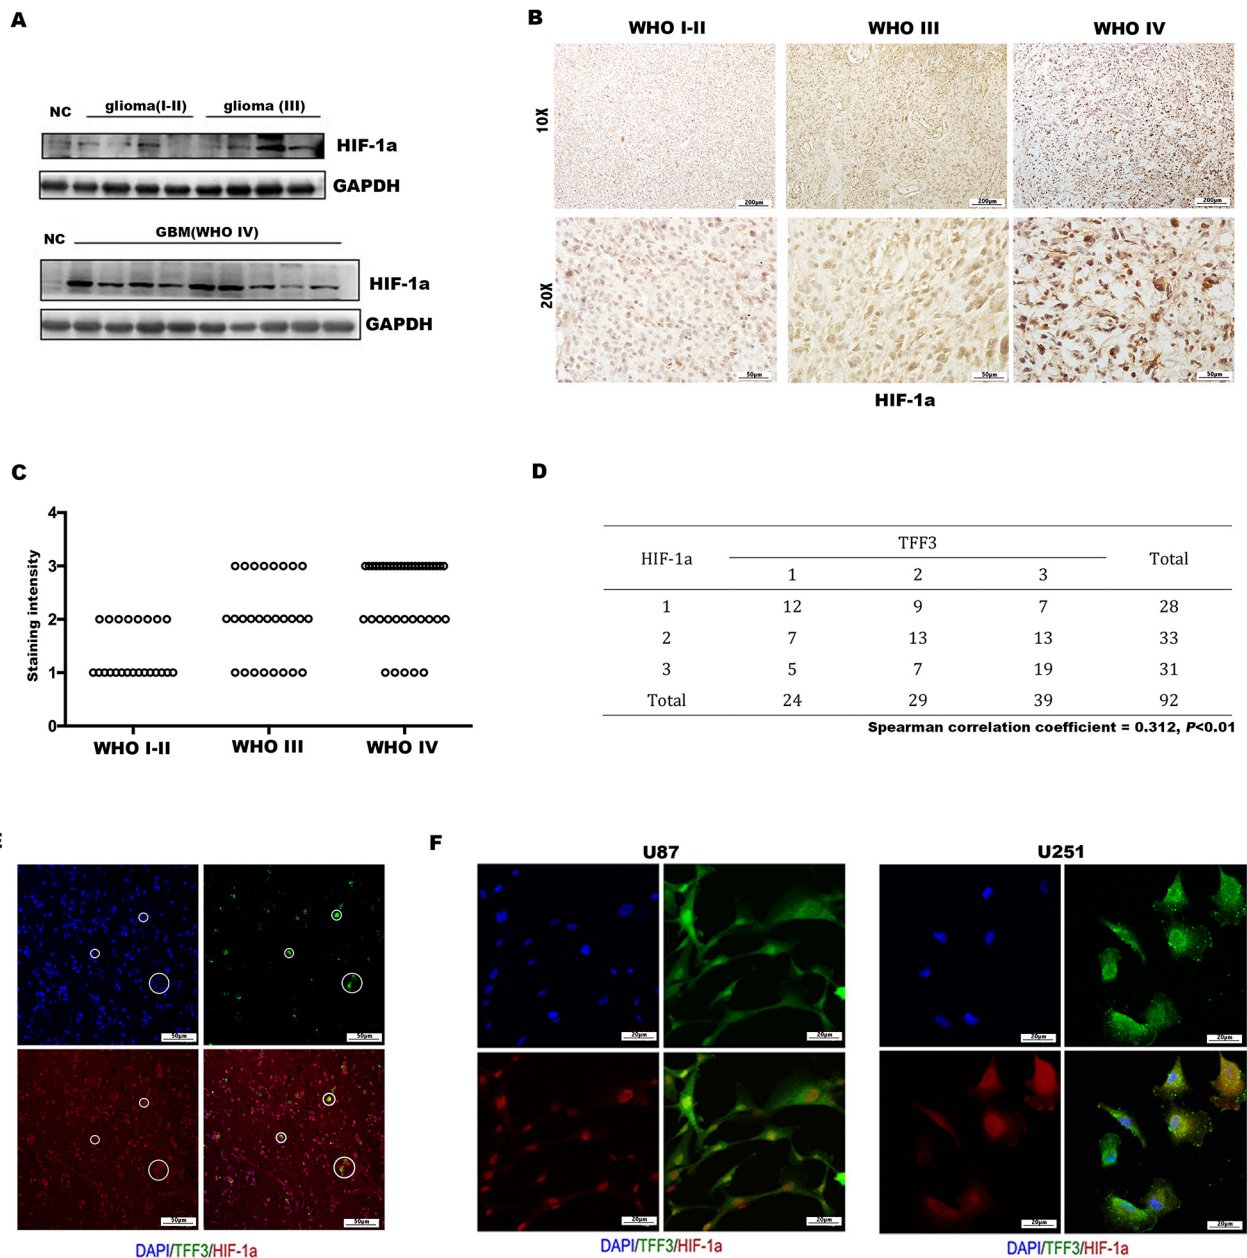 A
NC glioma(I-II) glioma (III)
HIF-1a
GAPDH
NC GBM(WHO IV)
HIF-1a
GAPDH
B
WHO I-II WHO III WHO IV
10X
200μm 200μm 200μm
20X
50μm 50μm 50μm
HIF-1a
C
Staining intensity
4
3
2
1
0
WHO I-II WHO III WHO IV
D
HIF-1a TFF3 Total
1 2 3
1 12 9 7 28
2 7 13 13 33
3 5 7 19 31
Total 24 29 39 92
Spearman correlation coefficient = 0.312, P<0.01
E
50μm 50μm
50μm 50μm
DAPI/TFF3/HIF-1a
F
U87 U251
20μm 20μm 20μm 20μm
20μm 20μm 20μm 20μm
DAPI/TFF3/HIF-1a DAPI/TFF3/HIF-1a